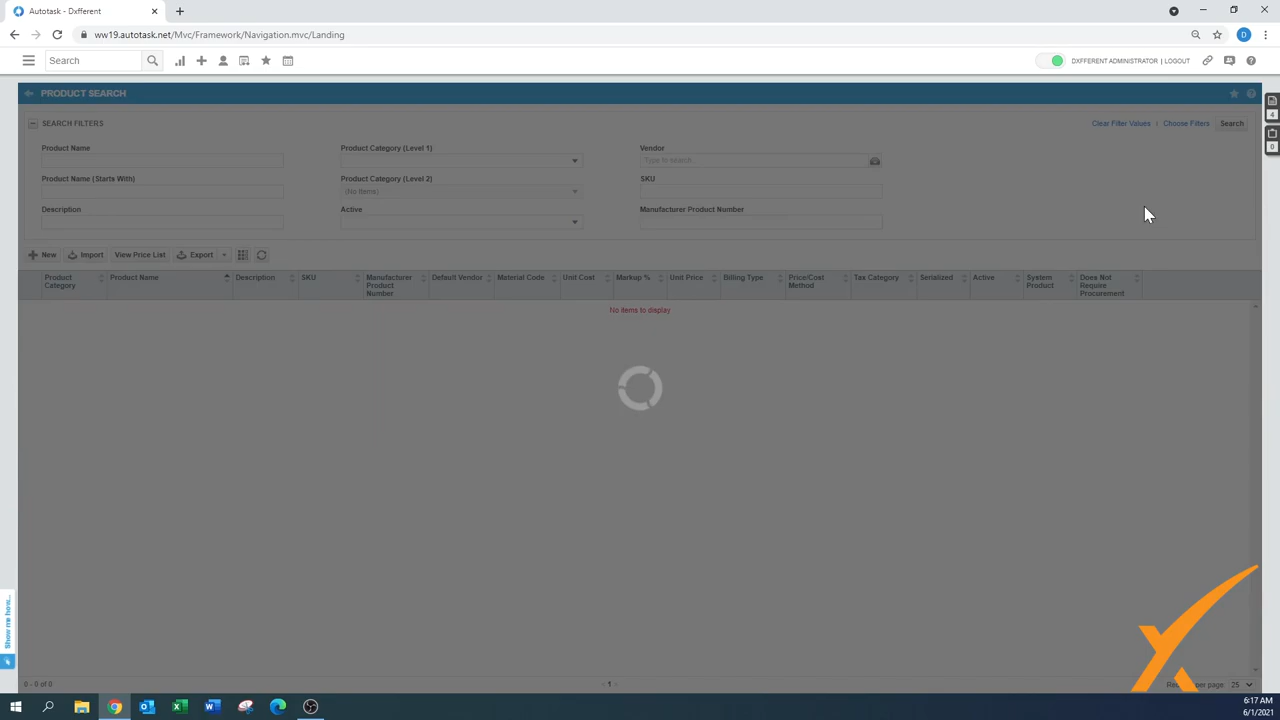 Autotask - Dxfferent
ww19.autotask.net/Mvc/Framework/Navigation.mvc/Landing
D
Search
DXFFERENT ADMINISTRATOR | LOGOUT
PRODUCT SEARCH
SEARCH FILTERS
Clear Filter Values | Choose Filters Search
4
0
Product Name
Product Category (Level 1)
Vendor
Type to search
Product Name (Starts With)
Product Category (Level 2)
SKU
(No Items)
Description
Active
Manufacturer Product Number
New Import View Price List Export
Product Category
Product Name
Description
SKU
Manufacturer Product Number
Default Vendor
Material Code
Unit Cost
Markup %
Unit Price
Billing Type
Price/Cost Method
Tax Category
Serialized
Active
System Product
Does Not Require Procurement
No items to display
Show me how...
0 - 0 of 0
1
per page 25
6:17 AM
6/1/2021